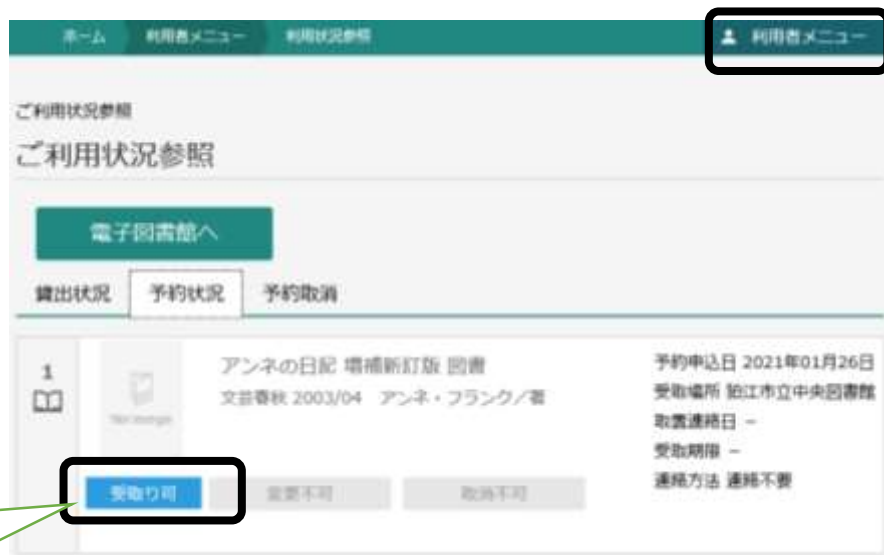 ホーム 利用者メニュー 利用状況参照 利用者メニュー
ご利用状況参照
ご利用状況参照
電子図書館へ
貸出状況 予約状況 予約取消
1
アンネの日記 増補新訂版 図書
文芸春秋 2003/04 アンネ・フランク/著
No image
予約申込日 2021年01月26日
受取場所 狛江市立中央図書館
取置連絡日 −
受取期限 −
連絡方法 連絡不要
受取り可 変更不可 取消不可